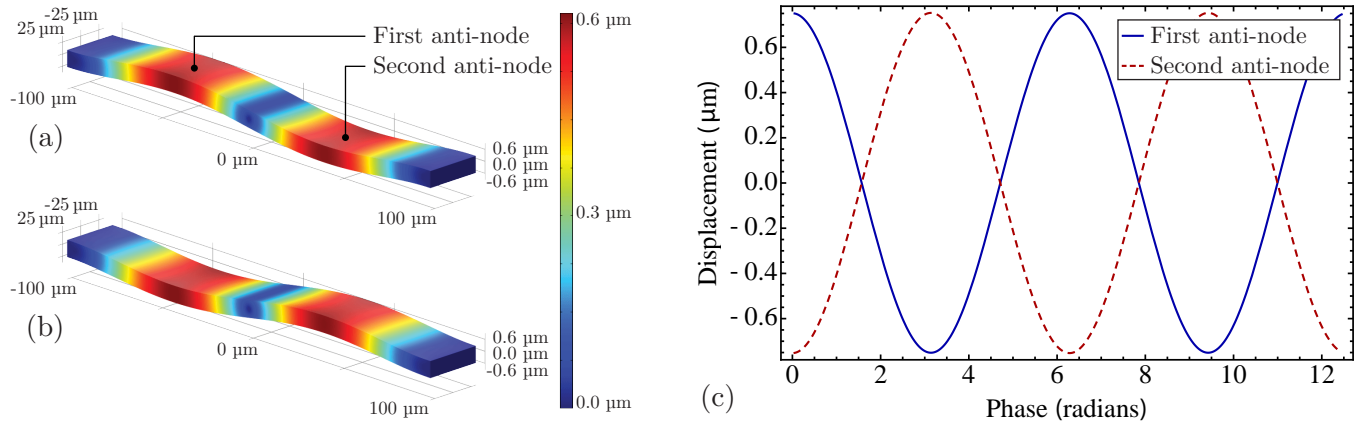 -25 µm
25 µm
First anti-node
Second anti-node
-100 µm
(a)
0 µm
0.6 µm
0.0 µm
-0.6 µm
100 µm
-25 µm
25 µm
-100 µm
(b)
0 µm
0.6 µm
0.0 µm
-0.6 µm
100 µm
0.6 µm
0.3 µm
0.0 µm
Displacement (µm)
0.6
0.4
0.2
0.0
-0.2
-0.4
-0.6
First anti-node
Second anti-node
0 2 4 6 8 10 12
Phase (radians)
(c)